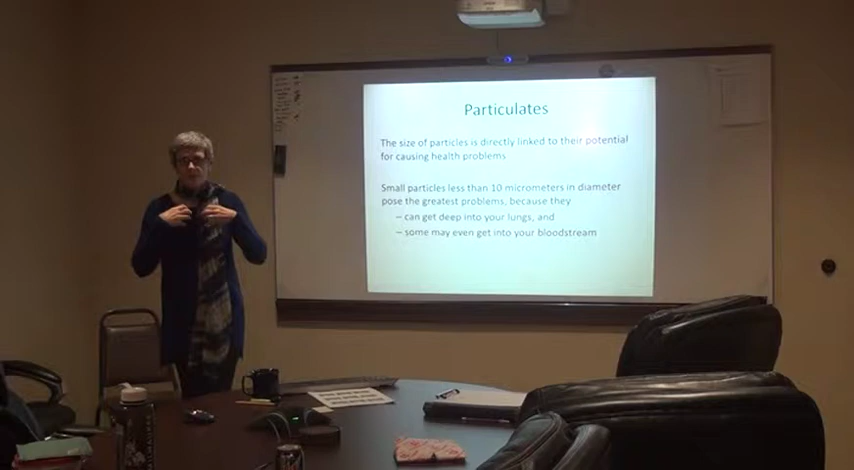 Particulates
The size of particles is directly linked to their potential
for causing health problems
Small particles less than 10 micrometers in diameter
pose the greatest problems, because they
– can get deep into your lungs, and
– some may even get into your bloodstream